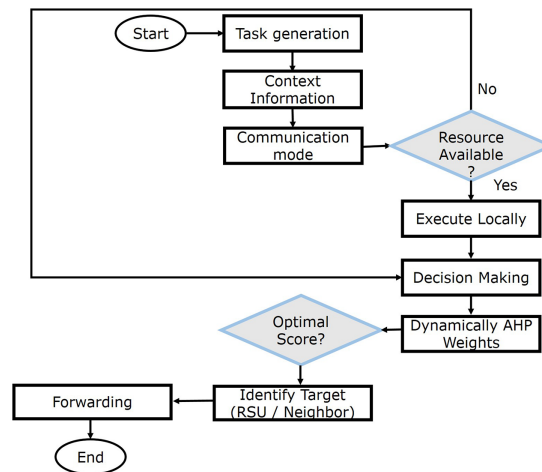 Start
Task generation
Context
Information
No
Communication
mode
Resource
Available
?
Yes
Execute Locally
Decision Making
Optimal
Score?
Dynamically AHP
Weights
Identify Target
(RSU / Neighbor)
Forwarding
End